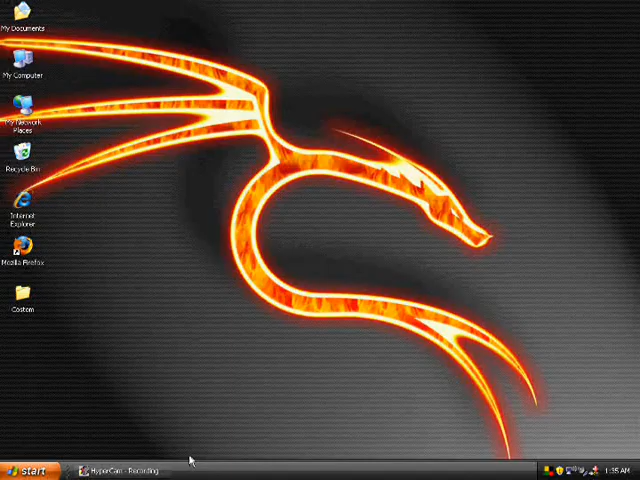 My Documents
My Computer
My Network
Places
Recycle Bin
Internet
Explorer
Mozilla Firefox
Costem
start
HyperCam - Recording
1:35 AM